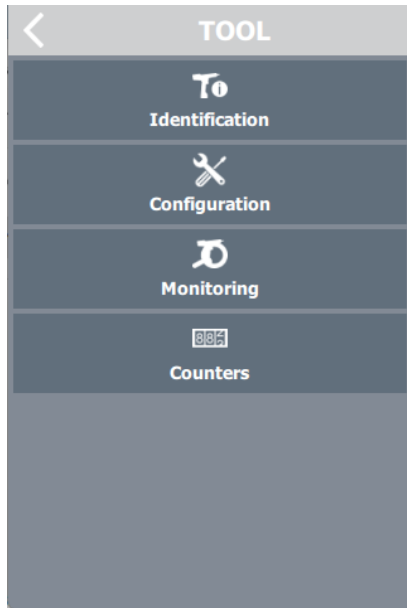 TOOL
Identification
Configuration
Monitoring
Counters